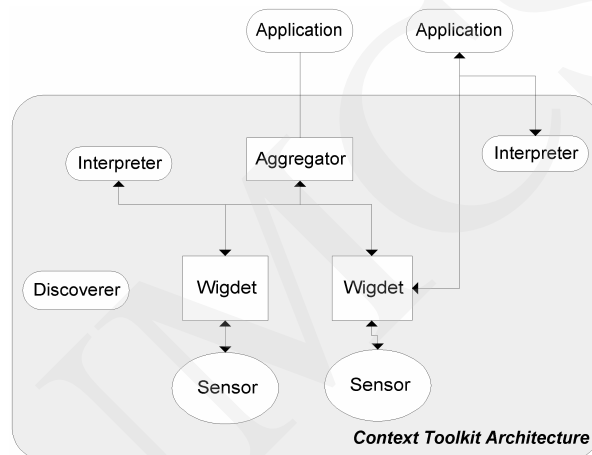 Application
Application
Interpreter
Aggregator
Interpreter
Discoverer
Wigdet
Wigdet
Sensor
Sensor
Context Toolkit Architecture